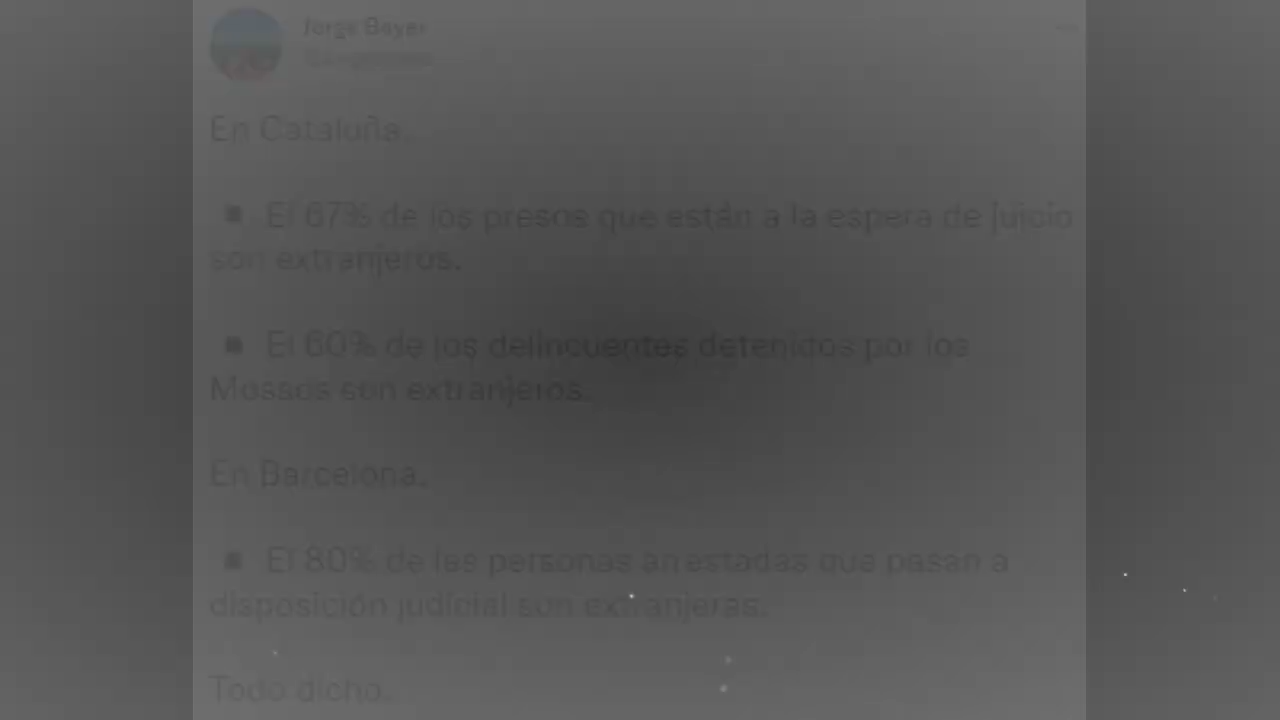 Jorge Bayer
En Cataluña.
El 67% de los presos que están a la espera de juicio
son extranjeros.
El 60% de los delincuentes detenidos por los
Mossos son extranjeros.
En Barcelona.
El 80% de las personas arrestadas que pasan a
disposición judicial son extranjeras.
Todo dicho.